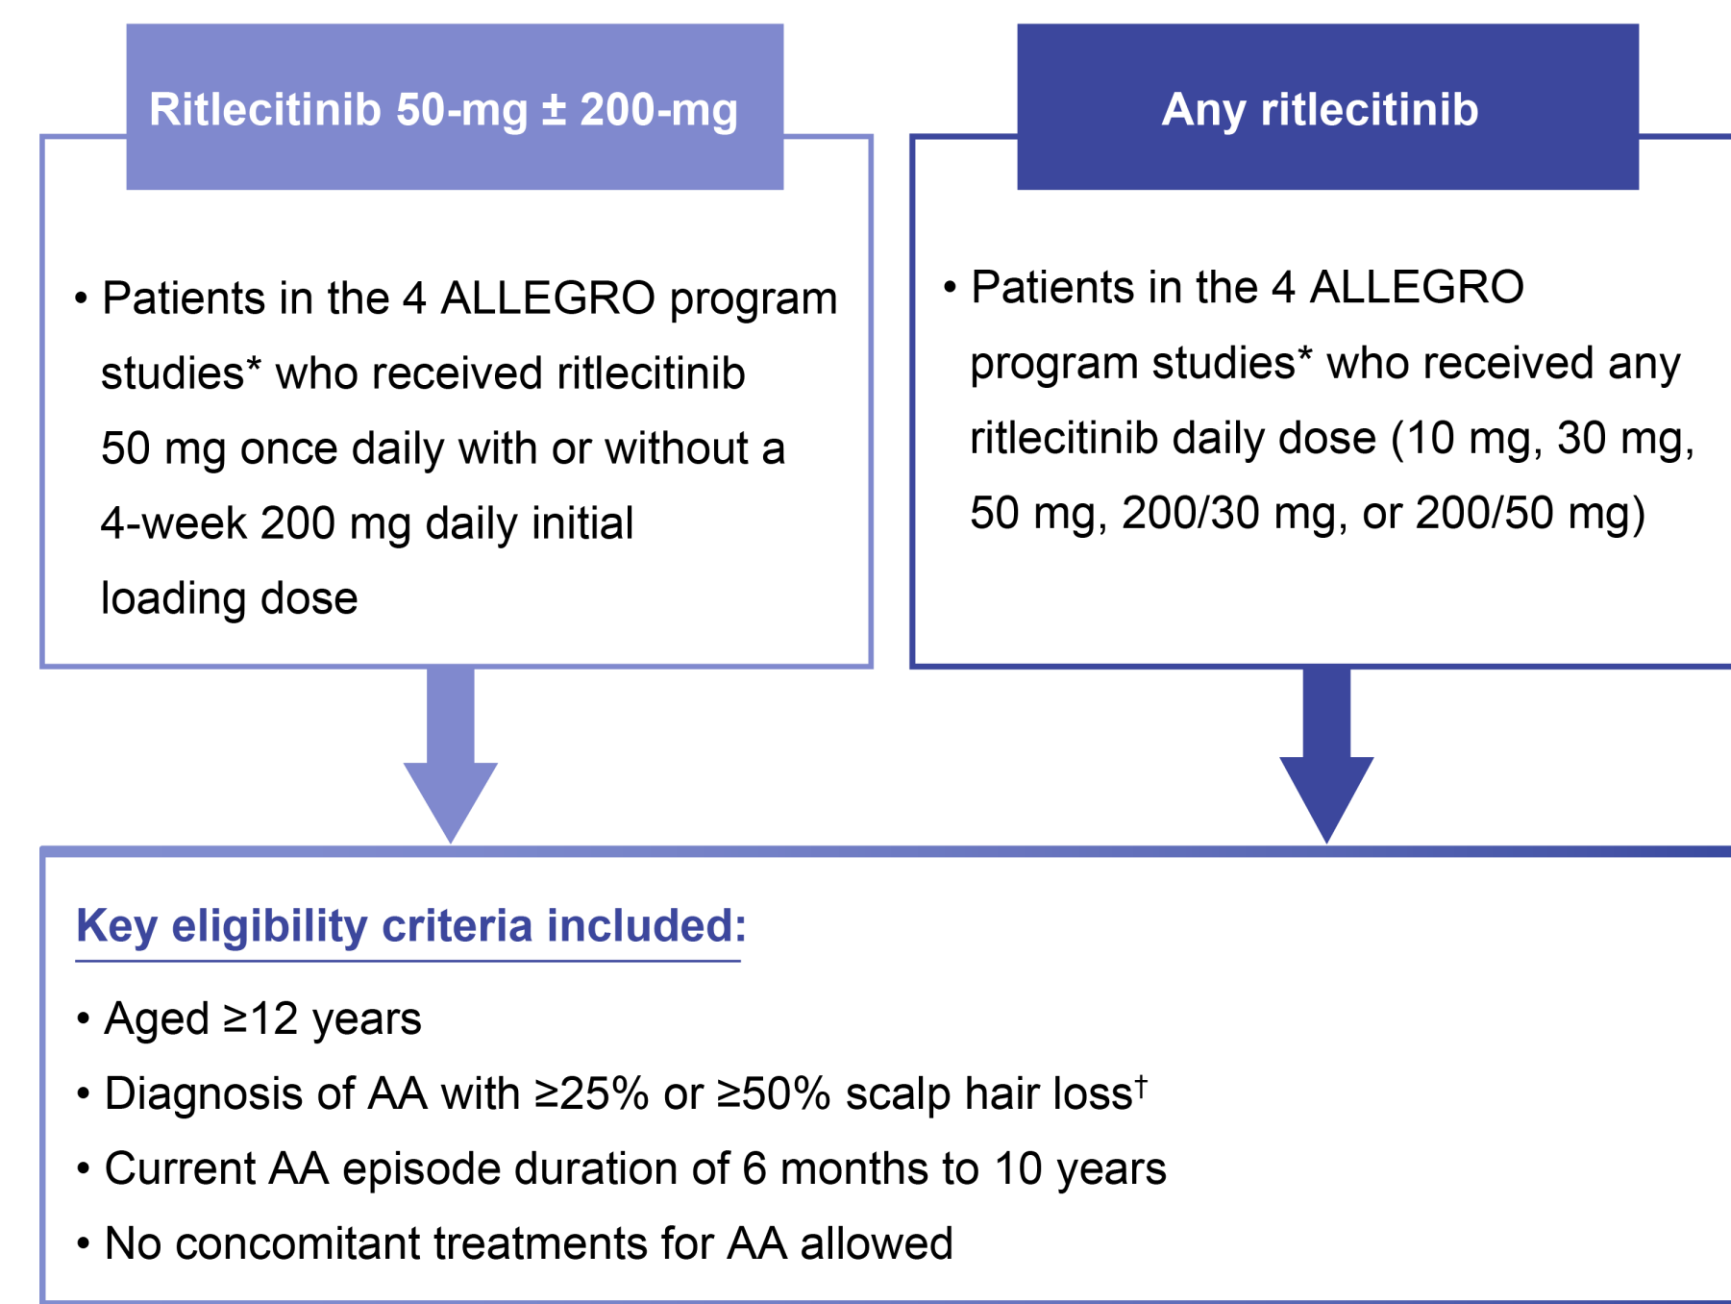 Ritlecitinib 50-mg ± 200-mg
• Patients in the 4 ALLEGRO program
studies* who received ritlecitinib
50 mg once daily with or without a
4-week 200 mg daily initial
loading dose
Any ritlecitinib
• Patients in the 4 ALLEGRO
program studies* who received any
ritlecitinib daily dose (10 mg, 30 mg,
50 mg, 200/30 mg, or 200/50 mg)
Key eligibility criteria included:
• Aged ≥12 years
• Diagnosis of AA with ≥25% or ≥50% scalp hair loss†
• Current AA episode duration of 6 months to 10 years
• No concomitant treatments for AA allowed